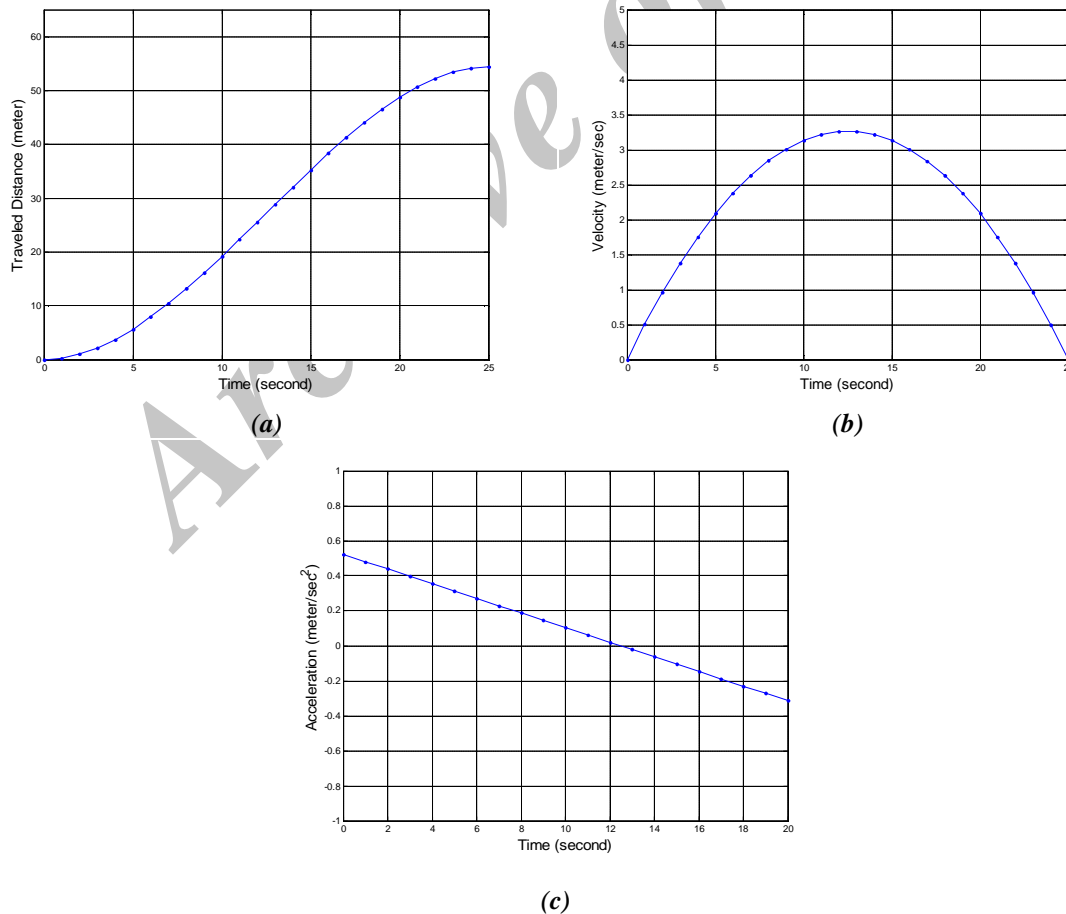 60
50
40
30
20
10
0
0 5 10 15 20 25
Traveled Distance (meter)
Time (second)
(a)
5
4.5
4
3.5
3
2.5
2
1.5
1
0.5
0
0 5 10 15 20
Velocity (meter/sec)
Time (second)
(b)
1
0.8
0.6
0.4
0.2
0
-0.2
-0.4
-0.6
-0.8
-1
0 2 4 6 8 10 12 14 16 18 20
Acceleration (meter/sec²)
Time (second)
(c)